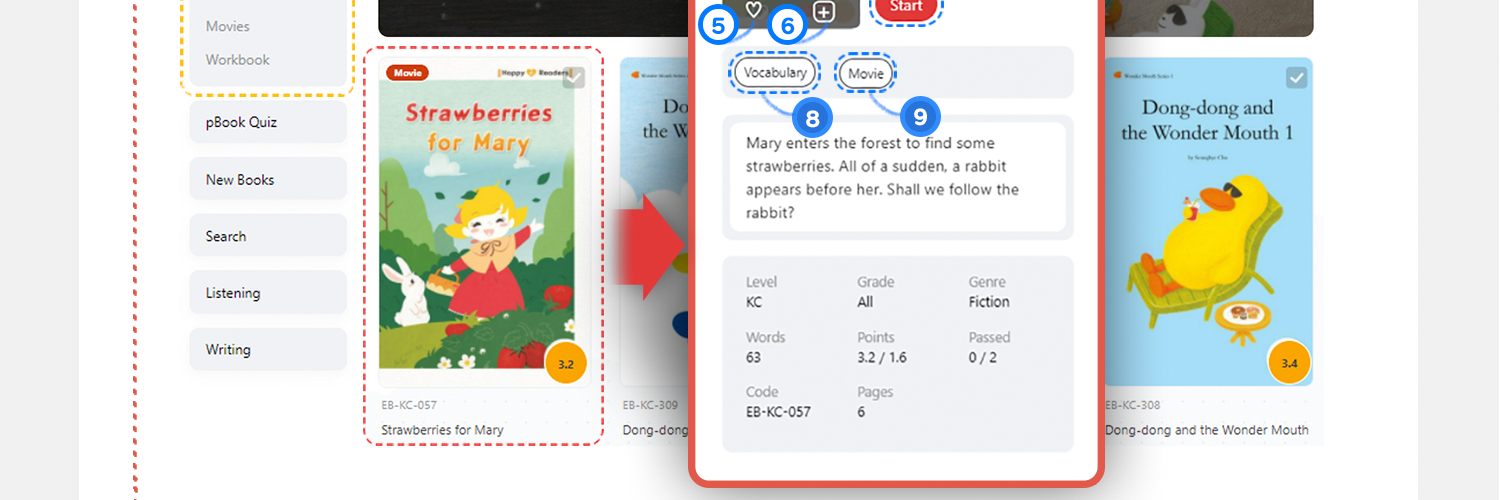 Movies
Workbook
pBook Quiz
New Books
Search
Listening
Writing
Movie
Happy Readers
Strawberries
for Mary
3.2
EB-KC-057
Strawberries for Mary
Do
the W
EB-KC-309
Dong-dong
5
6
Start
Vocabulary
Movie
8
9
Mary enters the forest to find some
strawberries. All of a sudden, a rabbit
appears before her. Shall we follow the
rabbit?
Level
Grade
Genre
KC
All
Fiction
Words
Points
Passed
63
3.2 / 1.6
0 / 2
Code
Pages
EB-KC-057
6
Wonder Mouth Series 1
Dong-dong and
the Wonder Mouth 1
3.4
EB-KC-308
Dong-dong and the Wonder Mouth